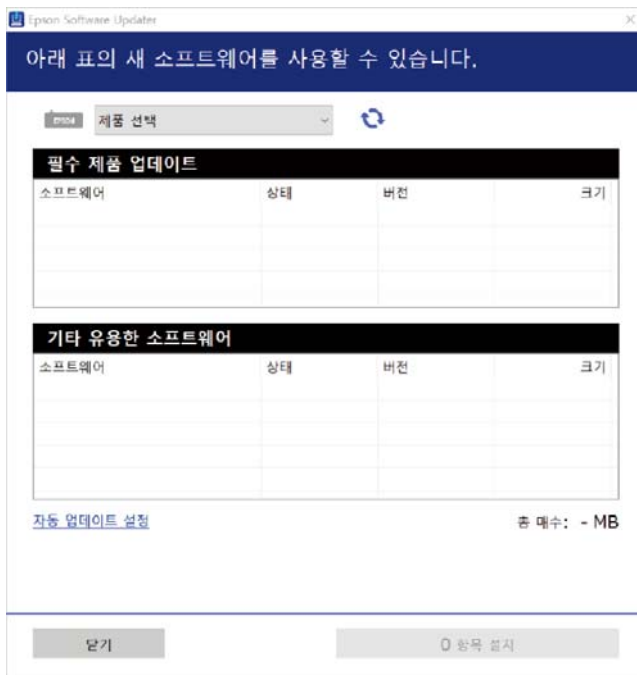 Epson Software Updater
아래 표의 새 소프트웨어를 사용할 수 있습니다.
EPSON 제품 선택
필수 제품 업데이트
소프트웨어 상태 버전 크기
기타 유용한 소프트웨어
소프트웨어 상태 버전 크기
자동 업데이트 설정 총 매수: - MB
닫기 0 항목 설치